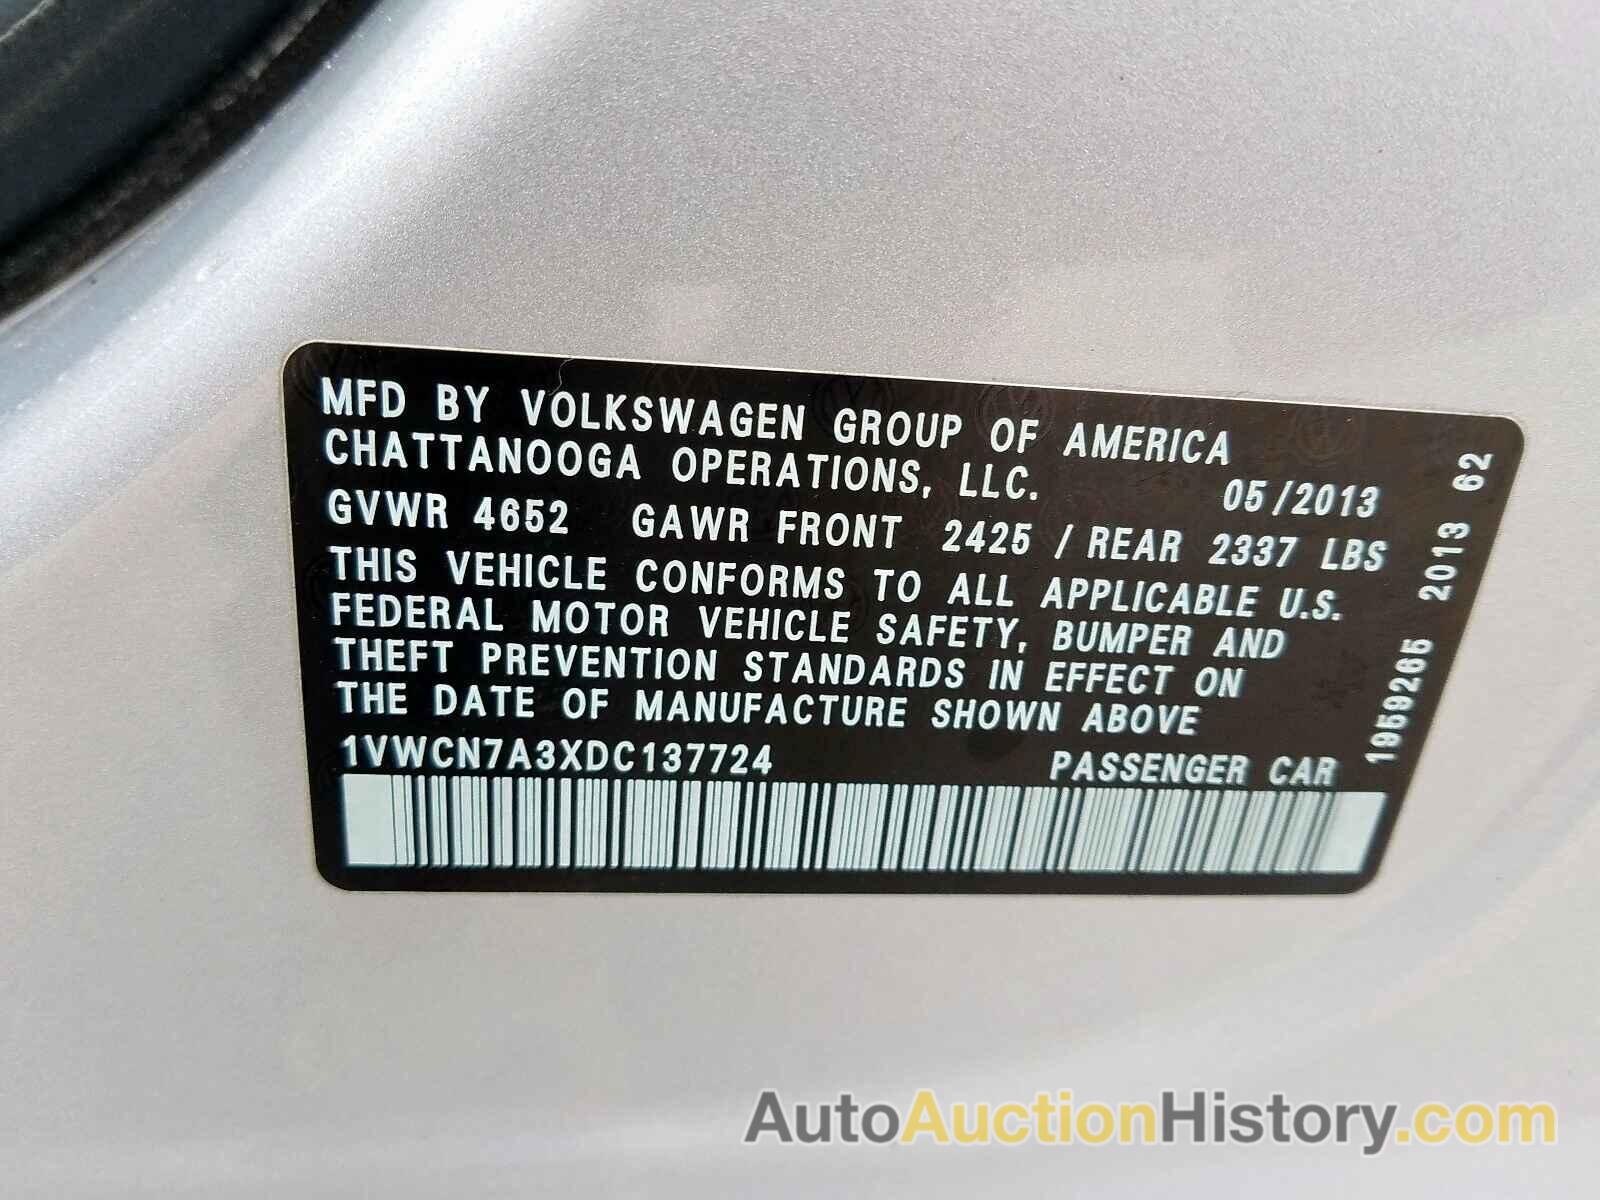 MFD BY VOLKSWAGEN GROUP OF AMERICA
CHATTANOOGA OPERATIONS, LLC.
05/2013
GVWR 4652 GAWR FRONT 2425 / REAR 2337 LBS
THIS VEHICLE CONFORMS TO ALL APPLICABLE U.S.
FEDERAL MOTOR VEHICLE SAFETY, BUMPER AND
THEFT PREVENTION STANDARDS IN EFFECT ON
THE DATE OF MANUFACTURE SHOWN ABOVE
1VWCN7A3XDC137724 PASSENGER CAR
1959265 2013 62
AutoAuctionHistory.com